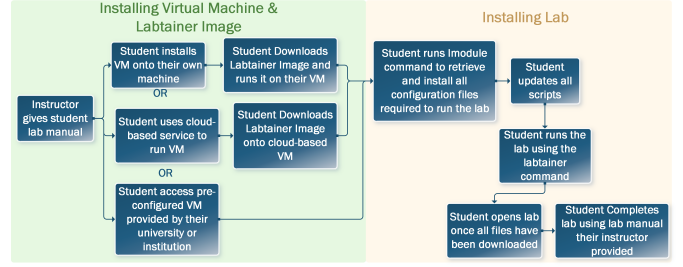 Installing Virtual Machine &
Labtainer Image
Installing Lab
Instructor
gives student
lab manual
Student installs
VM onto their own
machine
OR
Student uses cloud-
based service to
run VM
OR
Student access pre-
configured VM
provided by their
university or
institution
Student Downloads
Labtainer Image and
runs it on their VM
Student Downloads
Labtainer Image
onto cloud-based
VM
Student runs Imodule
command to retrieve
and install all
configuration files
required to run the lab
Student
updates all
scripts
Student runs the
lab using the
labtainer
command
Student opens lab
once all files have
been downloaded
Student Completes
lab using lab manual
their instructor
provided